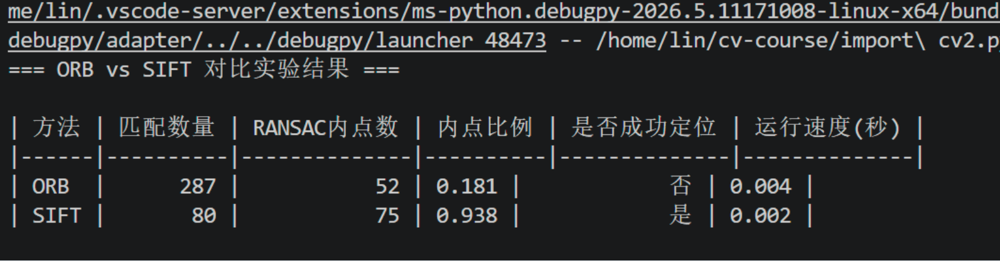 me/lin/.vscode-server/extensions/ms-python.debugpy-2026.5.11171008-linux-x64/bund
debugpy/adapter/../../debugpy/launcher 48473 -- /home/lin/cv-course/import\ cv2.p
=== ORB vs SIFT 对比实验结果 ===
| 方法 | 匹配数量 | RANSAC内点数 | 内点比例 | 是否成功定位 | 运行速度(秒) |
|------|----------|--------------|----------|--------------|--------------|
| ORB  |      287 |           52 | 0.181 |            否 | 0.004 |
| SIFT |       80 |           75 | 0.938 |            是 | 0.002 |